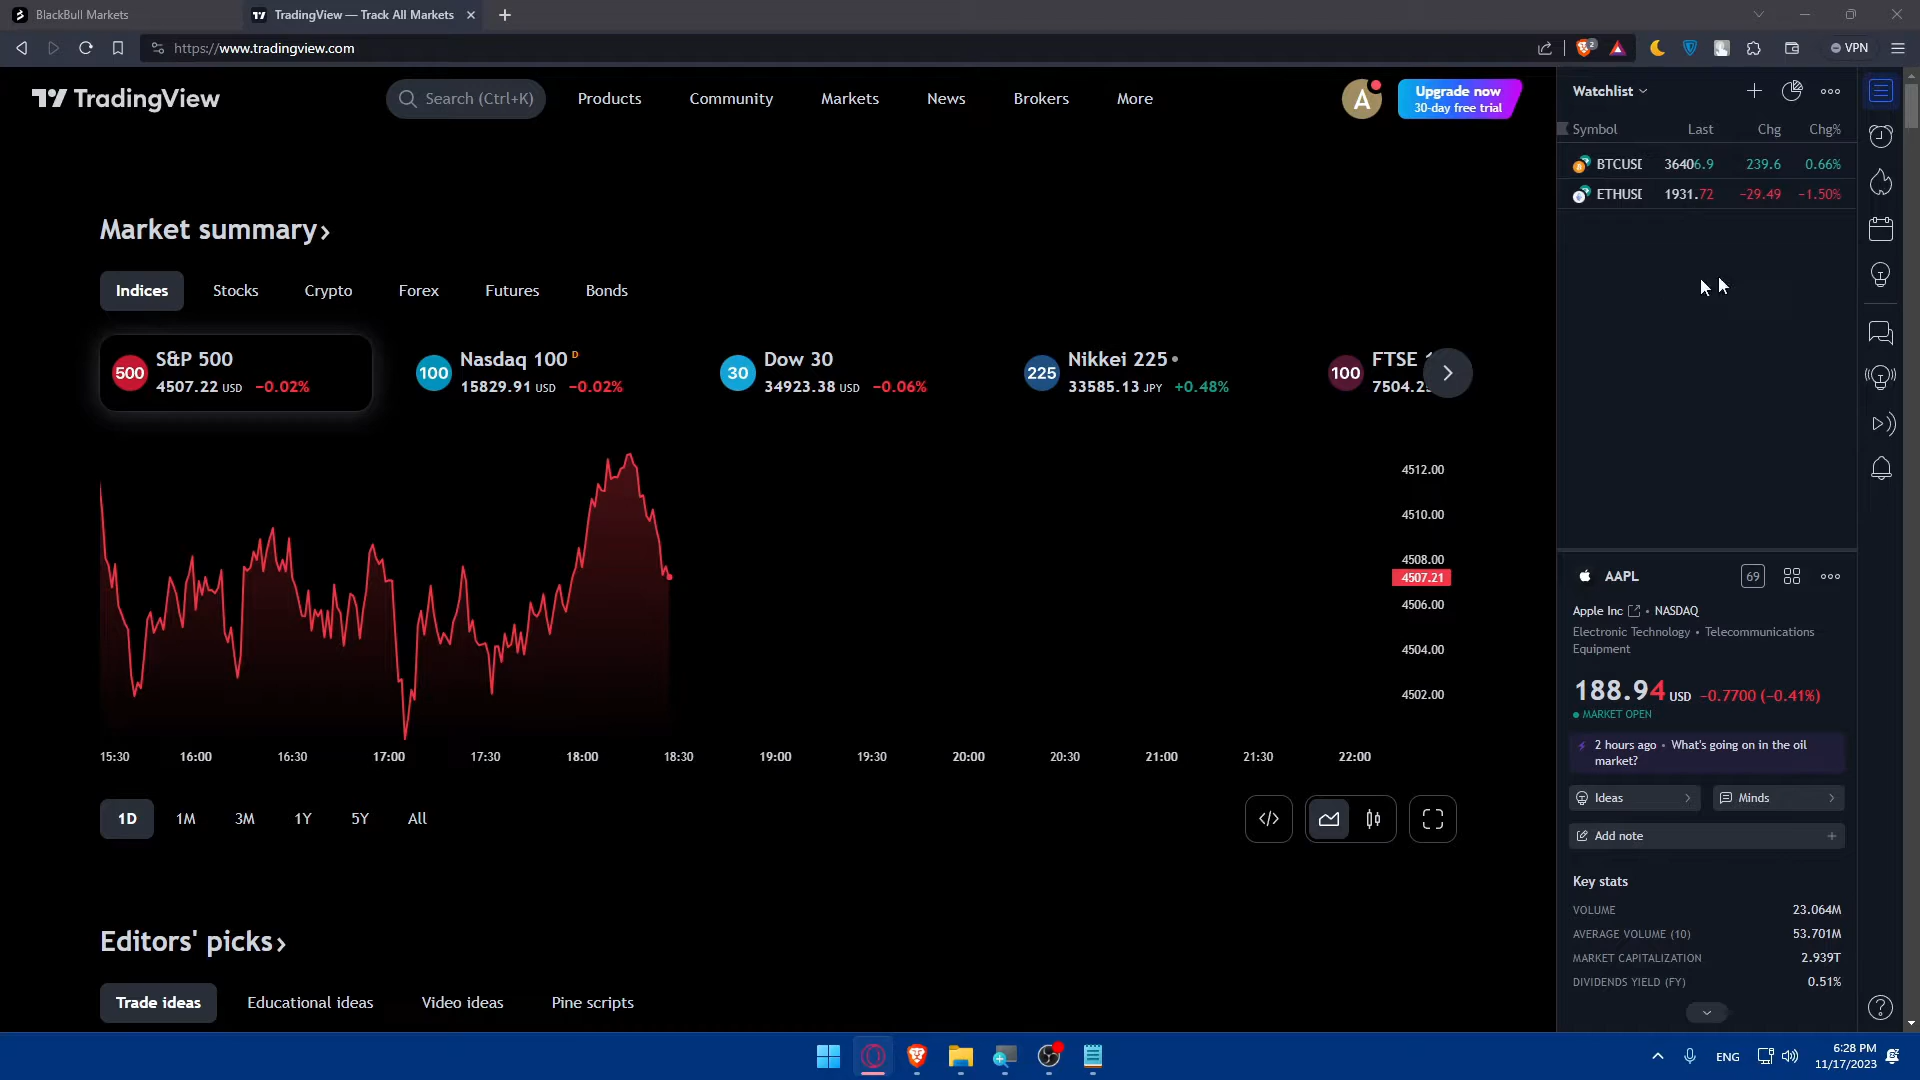 BlackBull Markets
TradingView — Track All Markets
https://www.tradingview.com
2
VPN
TradingView
Search (Ctrl+K)
Products
Community
Markets
News
Brokers
More
A
Upgrade now
30-day free trial
Market summary
Indices
Stocks
Crypto
Forex
Futures
Bonds
500
S&P 500
4507.22 USD −0.02%
100
Nasdaq 100 D
15829.91 USD −0.02%
30
Dow 30
34923.38 USD −0.06%
225
Nikkei 225
33585.13 JPY +0.48%
100
FTSE
4512.00
4510.00
4508.00
4507.21
4506.00
4504.00
4502.00
15:30 16:00 16:30 17:00 17:30 18:00 18:30 19:00 19:30 20:00 20:30 21:00 21:30 22:00
1D
1M
3M
1Y
5Y
All
Editors' picks
Trade ideas
Educational ideas
Video ideas
Pine scripts
Watchlist
Symbol Last Chg Chg%
BTCUSD 36406.9 239.6 0.66%
ETHUSD 1931.72 −29.49 −1.50%
AAPL
69
Apple Inc • NASDAQ
Electronic Technology • Telecommunications
Equipment
188.94 USD −0.7700 (−0.41%)
MARKET OPEN
2 hours ago • What's going on in the oil
market?
Ideas
Minds
Add note
Key stats
VOLUME 23.064M
AVERAGE VOLUME (10) 53.701M
MARKET CAPITALIZATION 2.939T
DIVIDENDS YIELD (FY) 0.51%
ENG
6:28 PM
11/17/2023